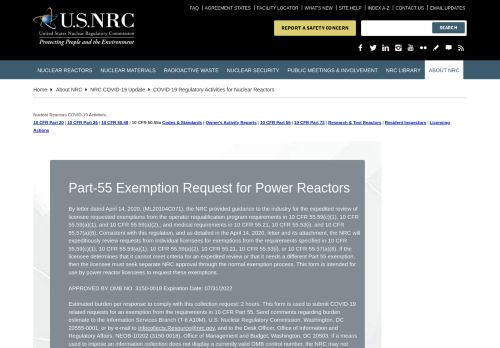 FAQ | AGREEMENT STATES | FACILITY LOCATOR | WHAT'S NEW | SITE HELP | INDEX A-Z | CONTACT US | EMAIL UPDATES
U.S.NRC
United States Nuclear Regulatory Commission
Protecting People and the Environment
REPORT A SAFETY CONCERN
SEARCH
NUCLEAR REACTORS NUCLEAR MATERIALS RADIOACTIVE WASTE NUCLEAR SECURITY PUBLIC MEETINGS & INVOLVEMENT NRC LIBRARY ABOUT NRC
Home > About NRC > NRC COVID-19 Update > COVID-19 Regulatory Activities for Nuclear Reactors
Nuclear Reactors COVID-19 Activities:
10 CFR Part 20 | 10 CFR Part 26 | 10 CFR 50.48 | 10 CFR 50.55a Codes & Standards | Owner's Activity Reports | 10 CFR Part 55 | 10 CFR Part 73 | Research & Test Reactors | Resident Inspectors | Licensing
Actions
Part-55 Exemption Request for Power Reactors
By letter dated April 14, 2020, (ML20104C071), the NRC provided guidance to the industry for the expedited review of
licensee requested exemptions from the operator requalification program requirements in 10 CFR 55.59(c)(1), 10 CFR
55.59(a)(1), and 10 CFR 55.59(a)(2).; and medical requirements in 10 CFR 55.21, 10 CFR 55.53(i), and 10 CFR
55.57(a)(6). Consistent with this regulation, and as detailed in the April 14, 2020, letter and its attachment, the NRC will
expeditiously review requests from individual licensees for exemptions from the requirements specified in 10 CFR
55.59(c)(1), 10 CFR 55.59(a)(1), 10 CFR 55.59(a)(2), 10 CFR 55.21, 10 CFR 55.53(i), or 10 CFR 55.57(a)(6). If the
licensee determines that it cannot meet criteria for an expedited review or that it needs a different Part 55 exemption,
then the licensee must seek separate NRC approval through the normal exemption process. This form is intended for
use by power reactor licensees to request these exemptions.
APPROVED BY OMB NO. 3150-0018 Expiration Date: 07/31/2022
Estimated burden per response to comply with this collection request: 2 hours. This form is used to submit COVID-19
related requests for an exemption from the requirements in 10 CFR Part 55. Send comments regarding burden
estimate to the Information Services Branch (T-6 A10M), U.S. Nuclear Regulatory Commission, Washington, DC
20555-0001, or by e-mail to Infocollects.Resource@nrc.gov, and to the Desk Officer, Office of Information and
Regulatory Affairs, NEOB-10202 (3150-0018), Office of Management and Budget, Washington, DC 20503. If a means
used to impose an information collection does not display a currently valid OMB control number, the NRC may not